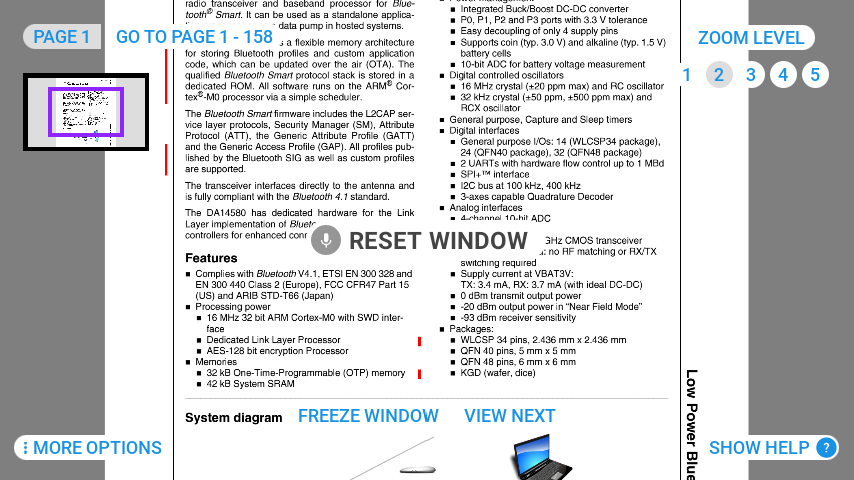 PAGE 1
GO TO PAGE 1 - 158
ZOOM LEVEL
1 2 3 4 5
radio transceiver and baseband processor for Blue-
tooth® Smart. It can be used as a standalone applica-
data pump in hosted systems.
s a flexible memory architecture
for storing Bluetooth profiles and custom application
code, which can be updated over the air (OTA). The
qualified Bluetooth Smart protocol stack is stored in a
dedicated ROM. All software runs on the ARM® Cor-
tex®-M0 processor via a simple scheduler.
The Bluetooth Smart firmware includes the L2CAP ser-
vice layer protocols, Security Manager (SM), Attribute
Protocol (ATT), the Generic Attribute Profile (GATT)
and the Generic Access Profile (GAP). All profiles pub-
lished by the Bluetooth SIG as well as custom profiles
are supported.
The transceiver interfaces directly to the antenna and
is fully compliant with the Bluetooth 4.1 standard.
The DA14580 has dedicated hardware for the Link
Layer implementation of
controllers for enhanced
Features
■ Complies with Bluetooth V4.1, ETSI EN 300 328 and
EN 300 440 Class 2 (Europe), FCC CFR47 Part 15
(US) and ARIB STD-T66 (Japan)
■ Processing power
■ 16 MHz 32 bit ARM Cortex-M0 with SWD inter-
face
■ Dedicated Link Layer Processor
■ AES-128 bit encryption Processor
■ Memories
■ 32 kB One-Time-Programmable (OTP) memory
■ 42 kB System SRAM
■ Integrated Buck/Boost DC-DC converter
■ P0, P1, P2 and P3 ports with 3.3 V tolerance
■ Easy decoupling of only 4 supply pins
■ Supports coin (typ. 3.0 V) and alkaline (typ. 1.5 V)
battery cells
■ 10-bit ADC for battery voltage measurement
■ Digital controlled oscillators
■ 16 MHz crystal (±20 ppm max) and RC oscillator
■ 32 kHz crystal (±50 ppm, ±500 ppm max) and
RCX oscillator
■ General purpose, Capture and Sleep timers
■ Digital interfaces
■ General purpose I/Os: 14 (WLCSP34 package),
24 (QFN40 package), 32 (QFN48 package)
■ 2 UARTs with hardware flow control up to 1 MBd
■ SPI+™ interface
■ I2C bus at 100 kHz, 400 kHz
■ 3-axes capable Quadrature Decoder
■ Analog interfaces
■ 4-channel 10-bit ADC
GHz CMOS transceiver
no RF matching or RX/TX
switching required
■ Supply current at VBAT3V:
TX: 3.4 mA, RX: 3.7 mA (with ideal DC-DC)
■ 0 dBm transmit output power
■ -20 dBm output power in “Near Field Mode”
■ -93 dBm receiver sensitivity
■ Packages:
■ WLCSP 34 pins, 2.436 mm x 2.436 mm
■ QFN 40 pins, 5 mm x 5 mm
■ QFN 48 pins, 6 mm x 6 mm
■ KGD (wafer, dice)
RESET WINDOW
System diagram
FREEZE WINDOW
VIEW NEXT
Low Power Blue
MORE OPTIONS
SHOW HELP ?